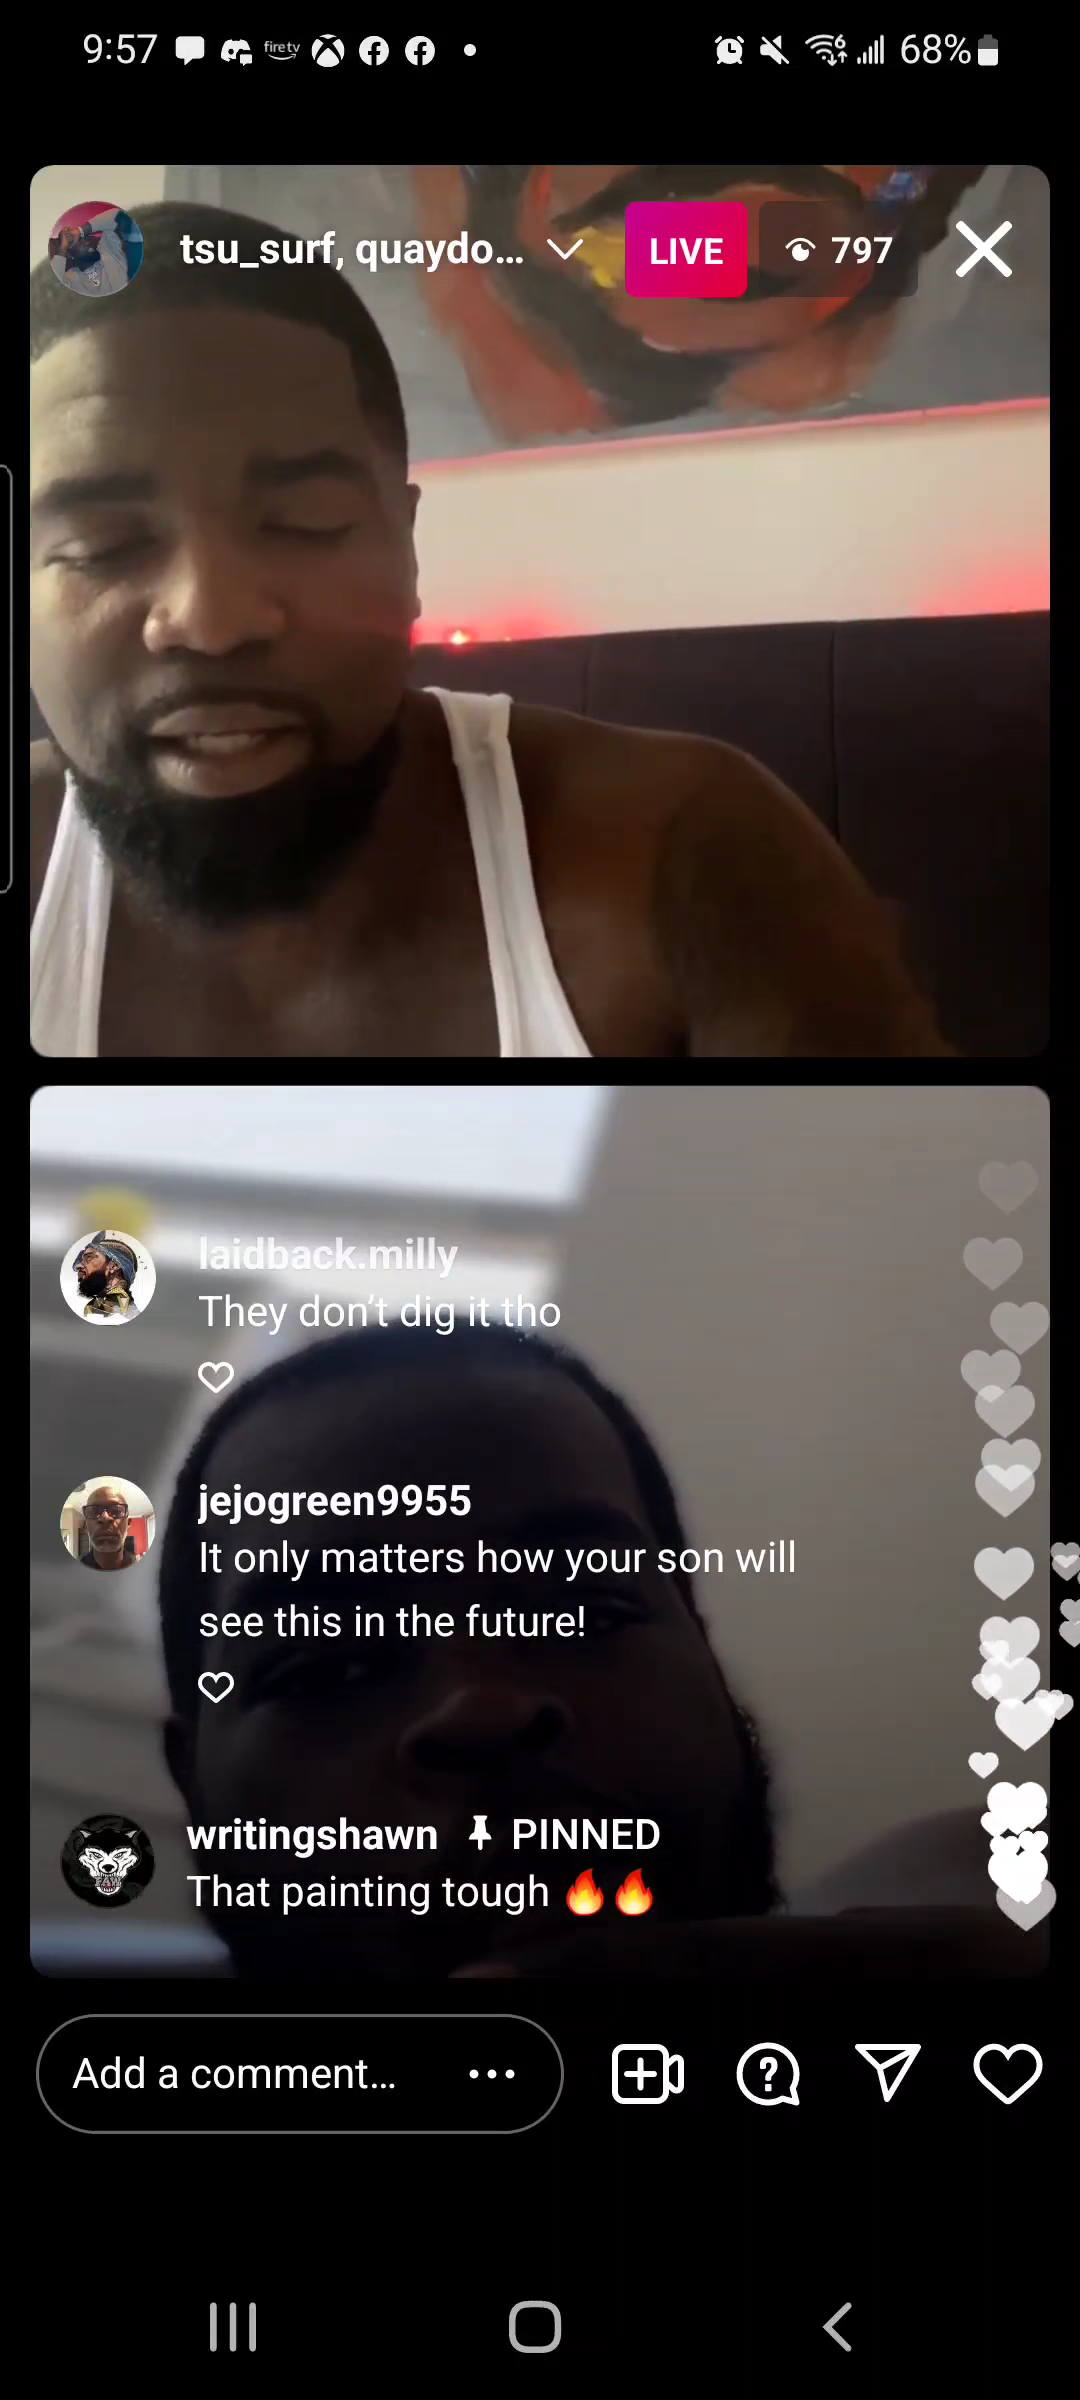 9:57 firetv 68%
tsu_surf, quaydo... LIVE 797
laidback.milly
They don't dig it tho
jejogreen9955
It only matters how your son will
see this in the future!
writingshawn PINNED
That painting tough 🔥🔥
Add a comment...